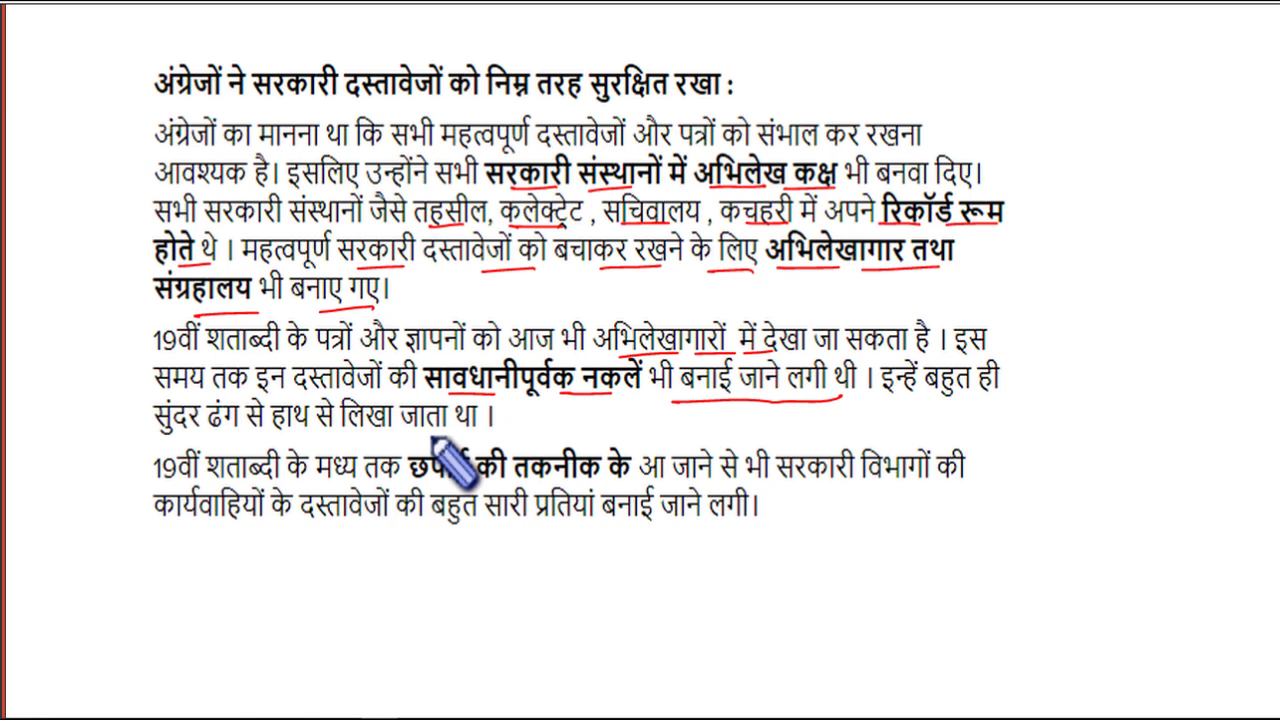 अंग्रेजों ने सरकारी दस्तावेजों को निम्न तरह सुरक्षित रखा :
अंग्रेजों का मानना था कि सभी महत्वपूर्ण दस्तावेजों और पत्रों को संभाल कर रखना
आवश्यक है। इसलिए उन्होंने सभी सरकारी संस्थानों में अभिलेख कक्ष भी बनवा दिए।
सभी सरकारी संस्थानों जैसे तहसील, कलेक्ट्रेट , सचिवालय , कचहरी में अपने रिकॉर्ड रूम
होते थे । महत्वपूर्ण सरकारी दस्तावेजों को बचाकर रखने के लिए अभिलेखागार तथा
संग्रहालय भी बनाए गए।
19वीं शताब्दी के पत्रों और ज्ञापनों को आज भी अभिलेखागारों में देखा जा सकता है । इस
समय तक इन दस्तावेजों की सावधानीपूर्वक नकलें भी बनाई जाने लगी थी । इन्हें बहुत ही
सुंदर ढंग से हाथ से लिखा जाता था ।
19वीं शताब्दी के मध्य तक की तकनीक के आ जाने से भी सरकारी विभागों की
कार्यवाहियों के दस्तावेजों की बहुत सारी प्रतियां बनाई जाने लगी।